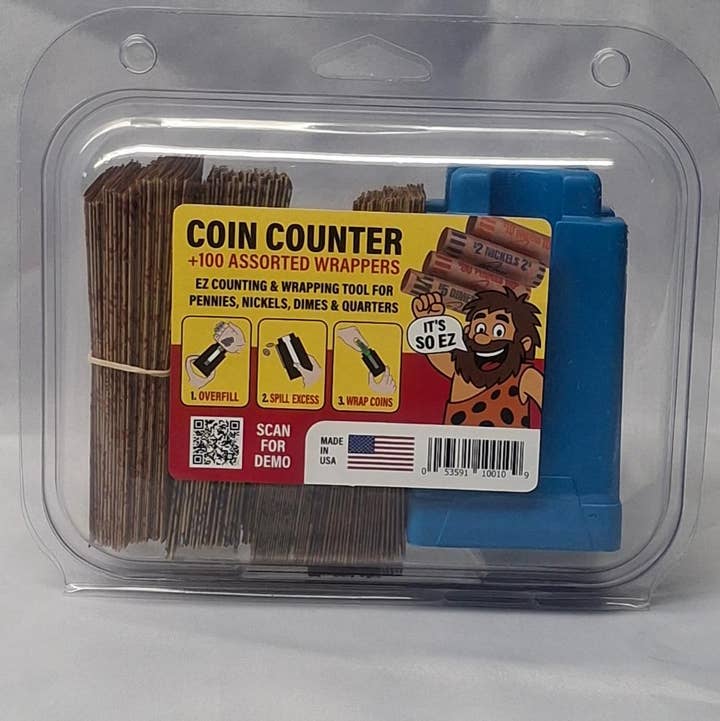 COIN COUNTER
+100 ASSORTED WRAPPERS
EZ COUNTING & WRAPPING TOOL FOR
PENNIES, NICKELS, DIMES & QUARTERS
$2 NICKELS 2$
$5 DIMES
IT'S
SO EZ
1. OVERFILL
2. SPILL EXCESS
3. WRAP COINS
SCAN
FOR
DEMO
MADE
IN
USA
0 53591 10010 9